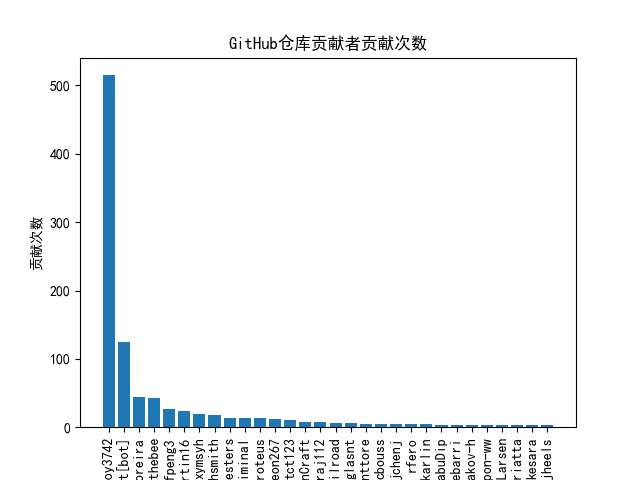 GitHub仓库贡献者贡献次数
贡献次数
500
400
300
200
100
0
oy3742
t[bot]
oreira
thebee
fpeng3
rtin16
xymsyh
hsmith
esters
iminal
roteus
eon267
tct123
nCraft
raj112
ilroad
glasnt
nttore
cbouss
jchenj
rfero
karlin
abuDip
ebarri
akov-h
pon-ww
Larsen
riatta
kesara
jheels